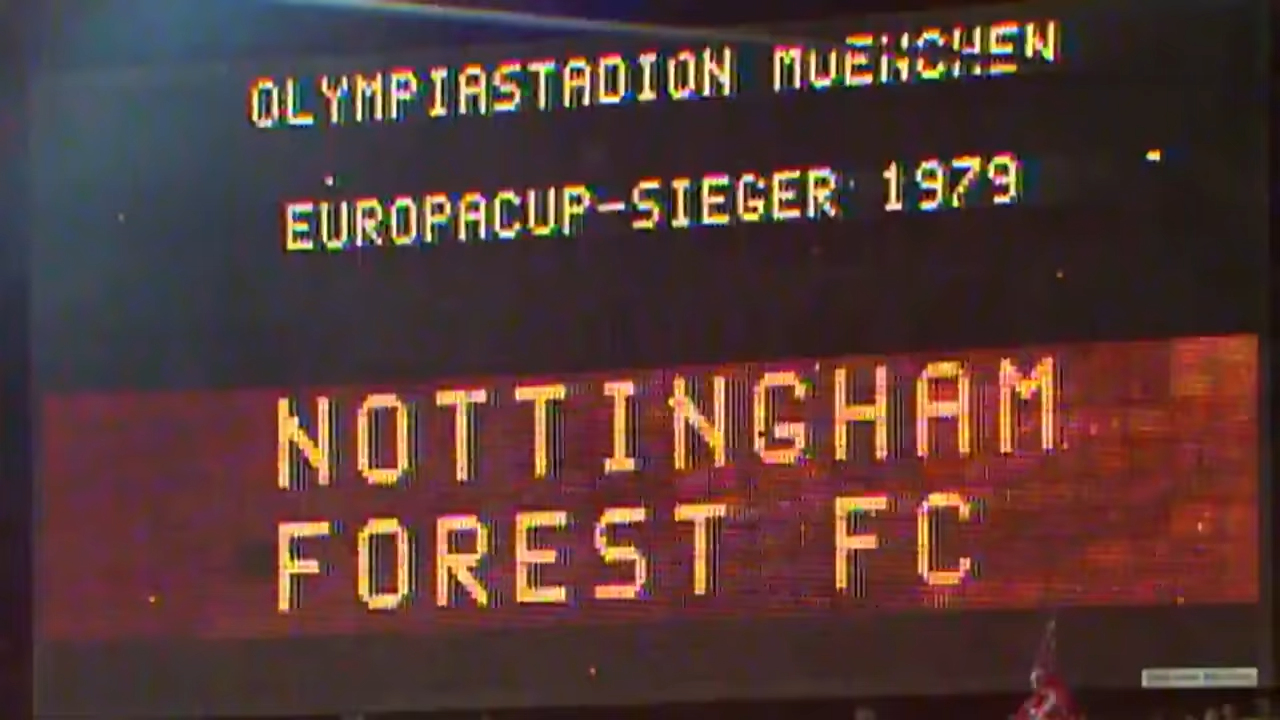 OLYMPIASTADION MUENCHEN
EUROPACUP-SIEGER 1979
NOTTINGHAM
FOREST FC